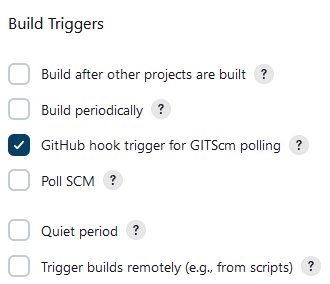 Build Triggers
Build after other projects are built ?
Build periodically ?
GitHub hook trigger for GITScm polling ?
Poll SCM ?
Quiet period ?
Trigger builds remotely (e.g., from scripts) ?